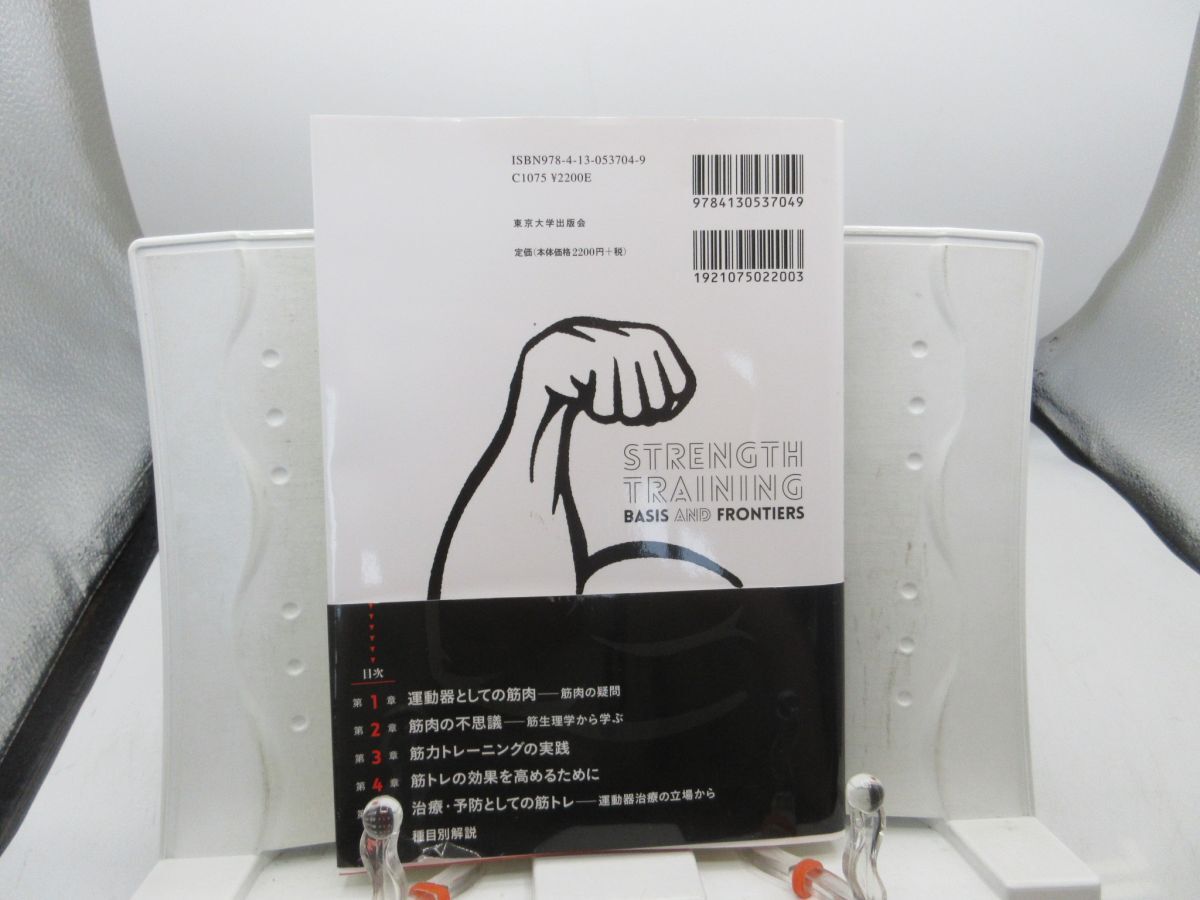 ISBN978-4-13-053704-9
C1075 ¥2200E
東京大学出版会
定価(本体価格2200円+税)
9784130537049
1921075022003
STRENGTH
TRAINING
BASIS AND FRONTIERS
目次
第1章 運動器としての筋肉──筋肉の疑問
第2章 筋肉の不思議──筋生理学から学ぶ
第3章 筋力トレーニングの実践
第4章 筋トレの効果を高めるために
第 治療・予防としての筋トレ──運動器治療の立場から
種目別解説